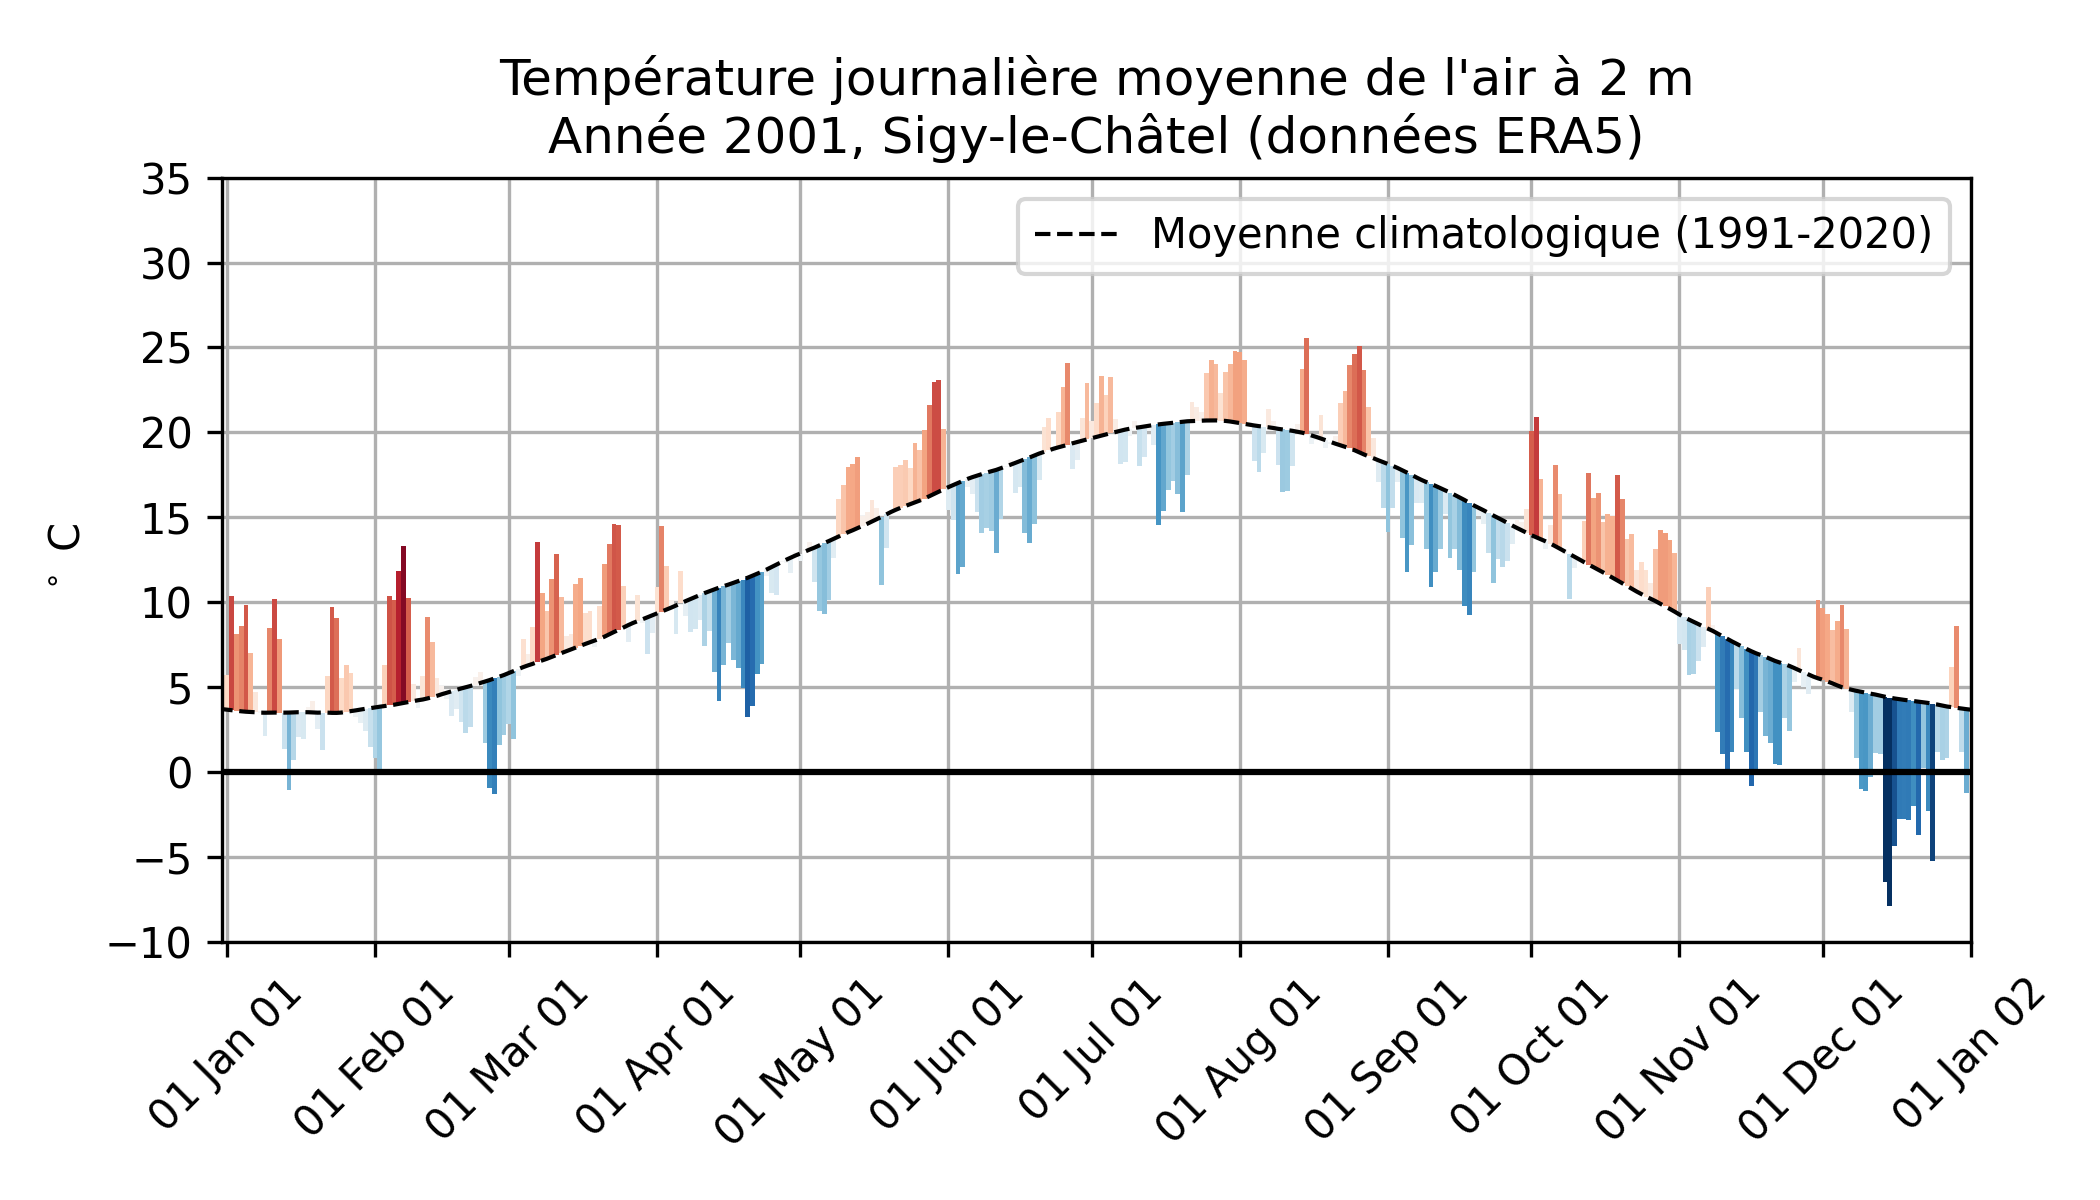 Température journalière moyenne de l'air à 2 m
Année 2001, Sigy-le-Châtel (données ERA5)
Moyenne climatologique (1991-2020)
° C
35
30
25
20
15
10
5
0
−5
−10
01 Jan 01
01 Feb 01
01 Mar 01
01 Apr 01
01 May 01
01 Jun 01
01 Jul 01
01 Aug 01
01 Sep 01
01 Oct 01
01 Nov 01
01 Dec 01
01 Jan 02